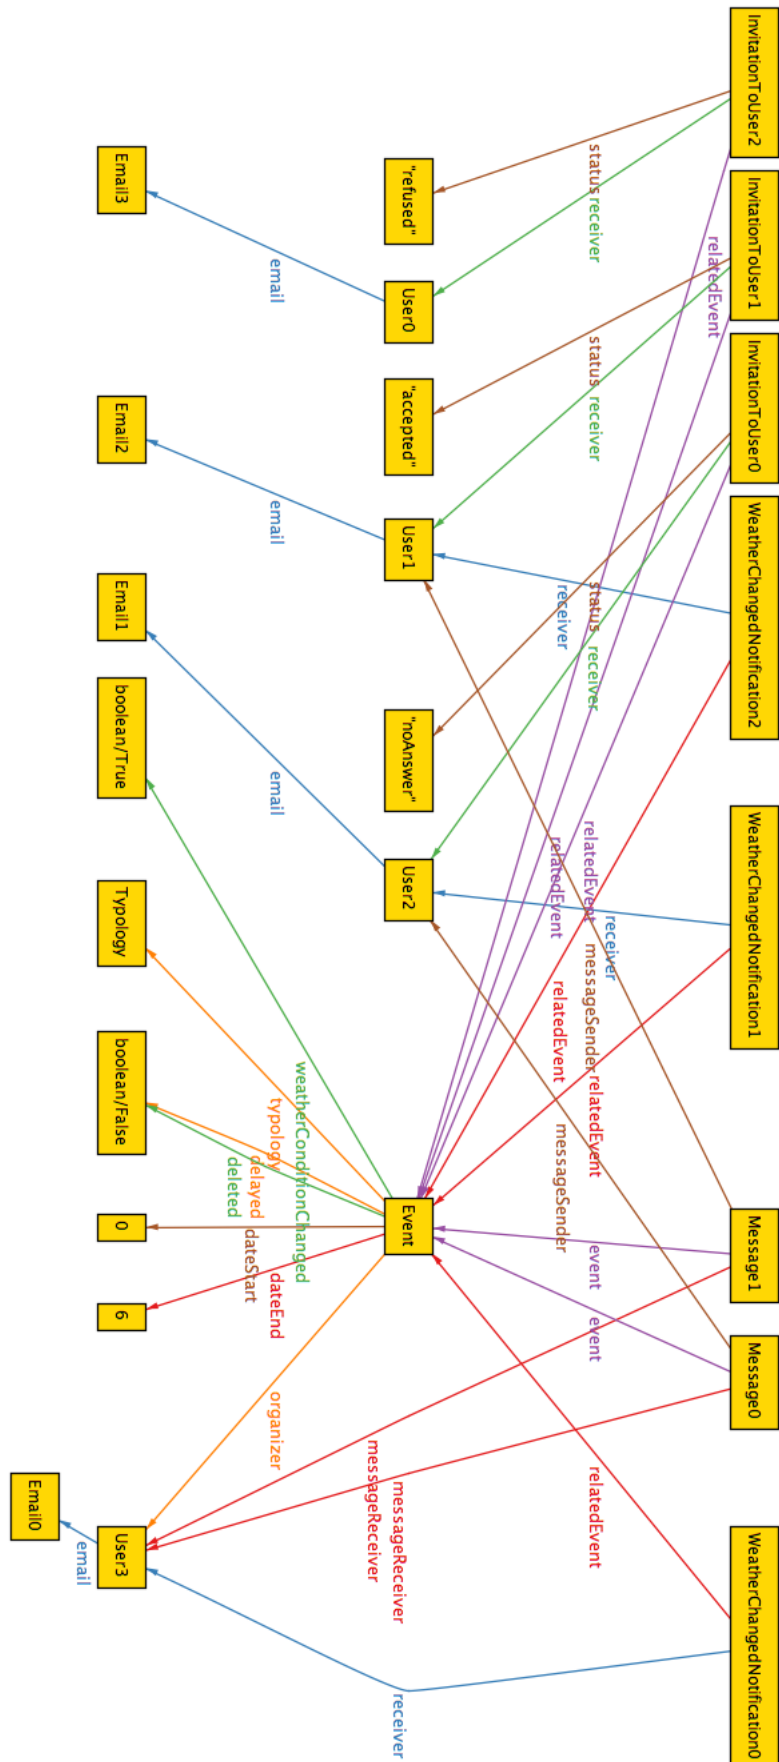 InvitationToUser2
InvitationToUser1
InvitationToUser0
WeatherChangedNotification2
WeatherChangedNotification1
Message1
Message0
WeatherChangedNotification0
relatedEvent
status
receiver
status
receiver
status
receiver
receiver
relatedEvent
relatedEvent
receiver
messageSender
relatedEvent
relatedEvent
messageSender
event
event
relatedEvent
"refused"
User0
"accepted"
User1
"noAnswer"
User2
Event
messageReceiver
messageReceiver
receiver
email
email
email
weatherConditionChanged
typology
delayed
deleted
dateStart
dateEnd
organizer
Email3
Email2
Email1
boolean/True
Typology
boolean/False
0
6
User3
email
Email0